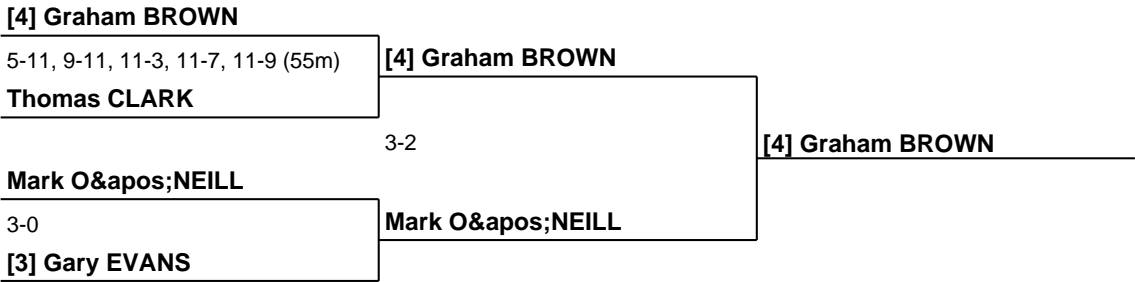 [4] Graham BROWN
5-11, 9-11, 11-3, 11-7, 11-9 (55m)
[4] Graham BROWN
Thomas CLARK
3-2
[4] Graham BROWN
Mark O&apos;NEILL
3-0
Mark O&apos;NEILL
[3] Gary EVANS